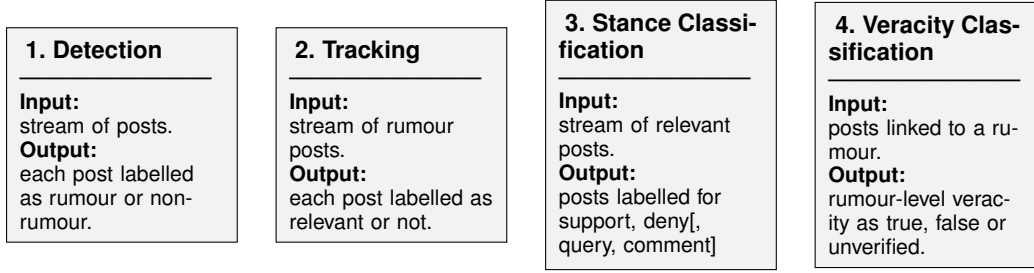 1. Detection
Input:
stream of posts.
Output:
each post labelled
as rumour or non-
rumour.
2. Tracking
Input:
stream of rumour
posts.
Output:
each post labelled as
relevant or not.
3. Stance Classi-
fication
Input:
stream of relevant
posts.
Output:
posts labelled for
support, deny[,
query, comment]
4. Veracity Clas-
sification
Input:
posts linked to a ru-
mour.
Output:
rumour-level verac-
ity as true, false or
unverified.